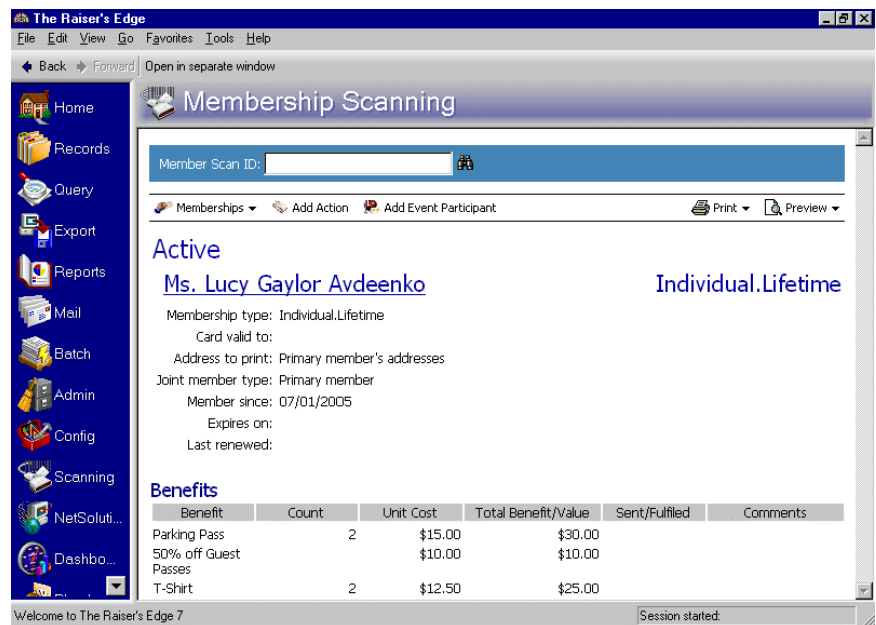 The Raiser's Edge
File Edit View Go Favorites Tools Help
Back Forward Open in separate window
Home
Records
Query
Export
Reports
Mail
Batch
Admin
Config
Scanning
NetSoluti...
Dashbo...
Membership Scanning
Member Scan ID:
Memberships Add Action Add Event Participant Print Preview
Active
Ms. Lucy Gaylor Avdeenko Individual.Lifetime
Membership type: Individual.Lifetime
Card valid to:
Address to print: Primary member's addresses
Joint member type: Primary member
Member since: 07/01/2005
Expires on:
Last renewed:
Benefits
Benefit Count Unit Cost Total Benefit/Value Sent/Fulfiled Comments
Parking Pass 2 $15.00 $30.00
50% off Guest $10.00 $10.00
Passes
T-Shirt 2 $12.50 $25.00
Welcome to The Raiser's Edge 7 Session started: